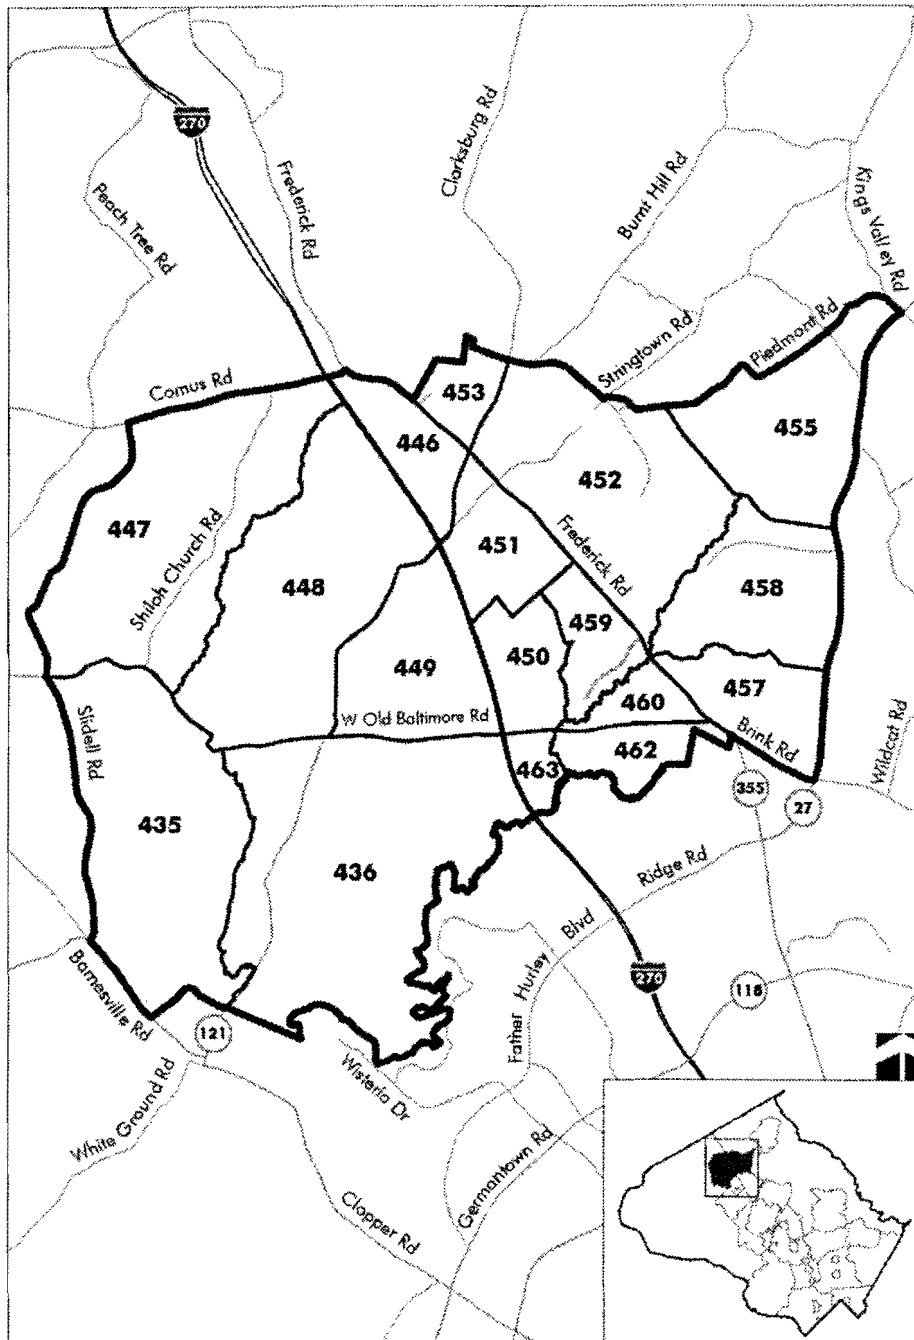 270
Clarksburg Rd
Frederick Rd
Burnt Hill Rd
Kings Valley Rd
Peach Tree Rd
Stringtown Rd
Piedmont Rd
Comus Rd
453
446
455
452
447
Shiloh Church Rd
451
Frederick Rd
448
458
459
449
450
460
457
Slidell Rd
W Old Baltimore Rd
Brink Rd
Wildcat Rd
462
463
355
27
435
436
Ridge Rd
Father Hurley Blvd
270
118
Barnesville Rd
121
Wisteria Dr
White Ground Rd
Germantown Rd
Clopper Rd